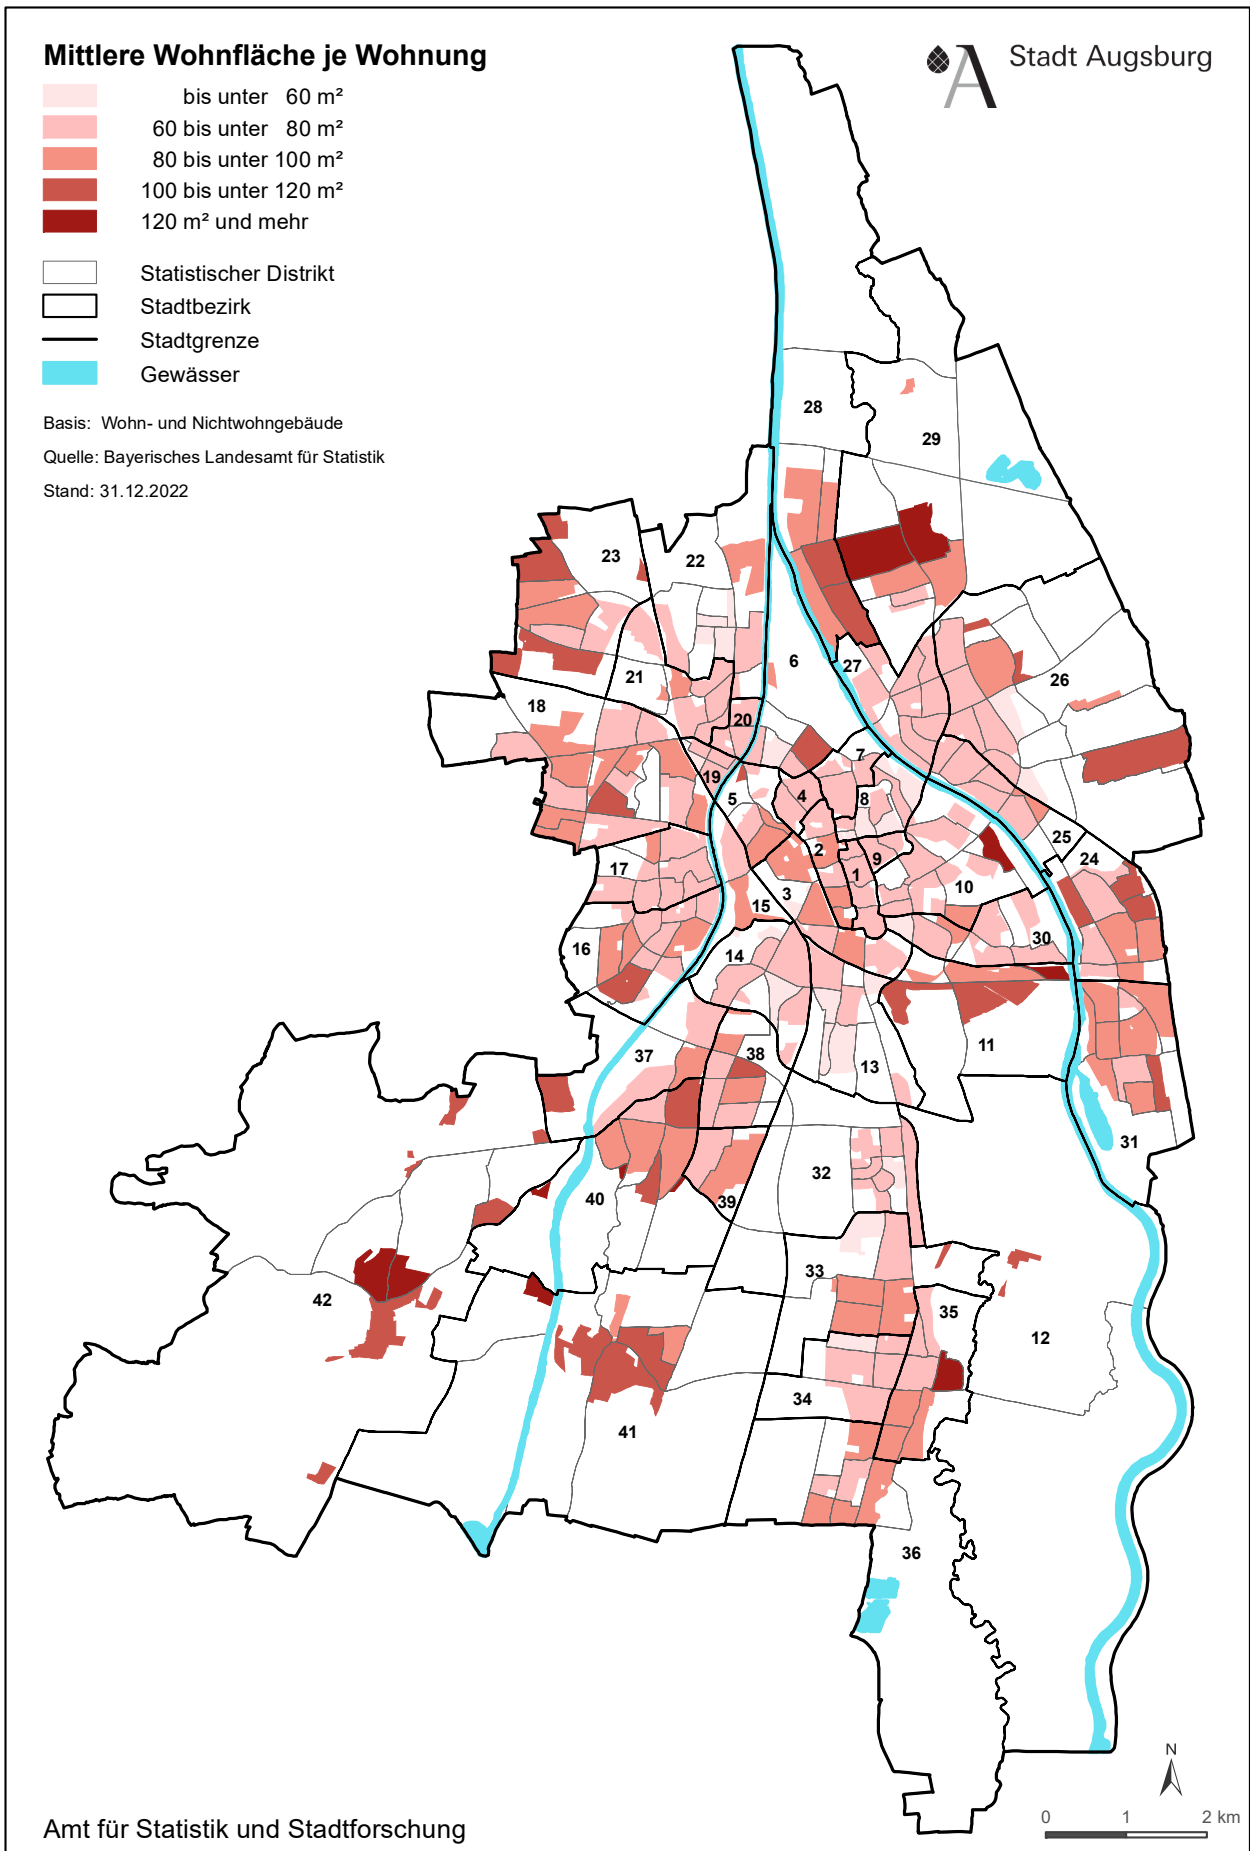 Mittlere Wohnfläche je Wohnung
bis unter 60 m²
60 bis unter 80 m²
80 bis unter 100 m²
100 bis unter 120 m²
120 m² und mehr
Statistischer Distrikt
Stadtbezirk
Stadtgrenze
Gewässer
Basis: Wohn- und Nichtwohngebäude
Quelle: Bayerisches Landesamt für Statistik
Stand: 31.12.2022
A Stadt Augsburg
28
29
23
22
6
27
21
26
18
20
7
19
5
4
8
25
2
9
24
17
1
10
3
15
30
16
14
11
37
38
13
31
32
40
39
33
42
35
12
34
41
36
N
0 1 2 km
Amt für Statistik und Stadtforschung